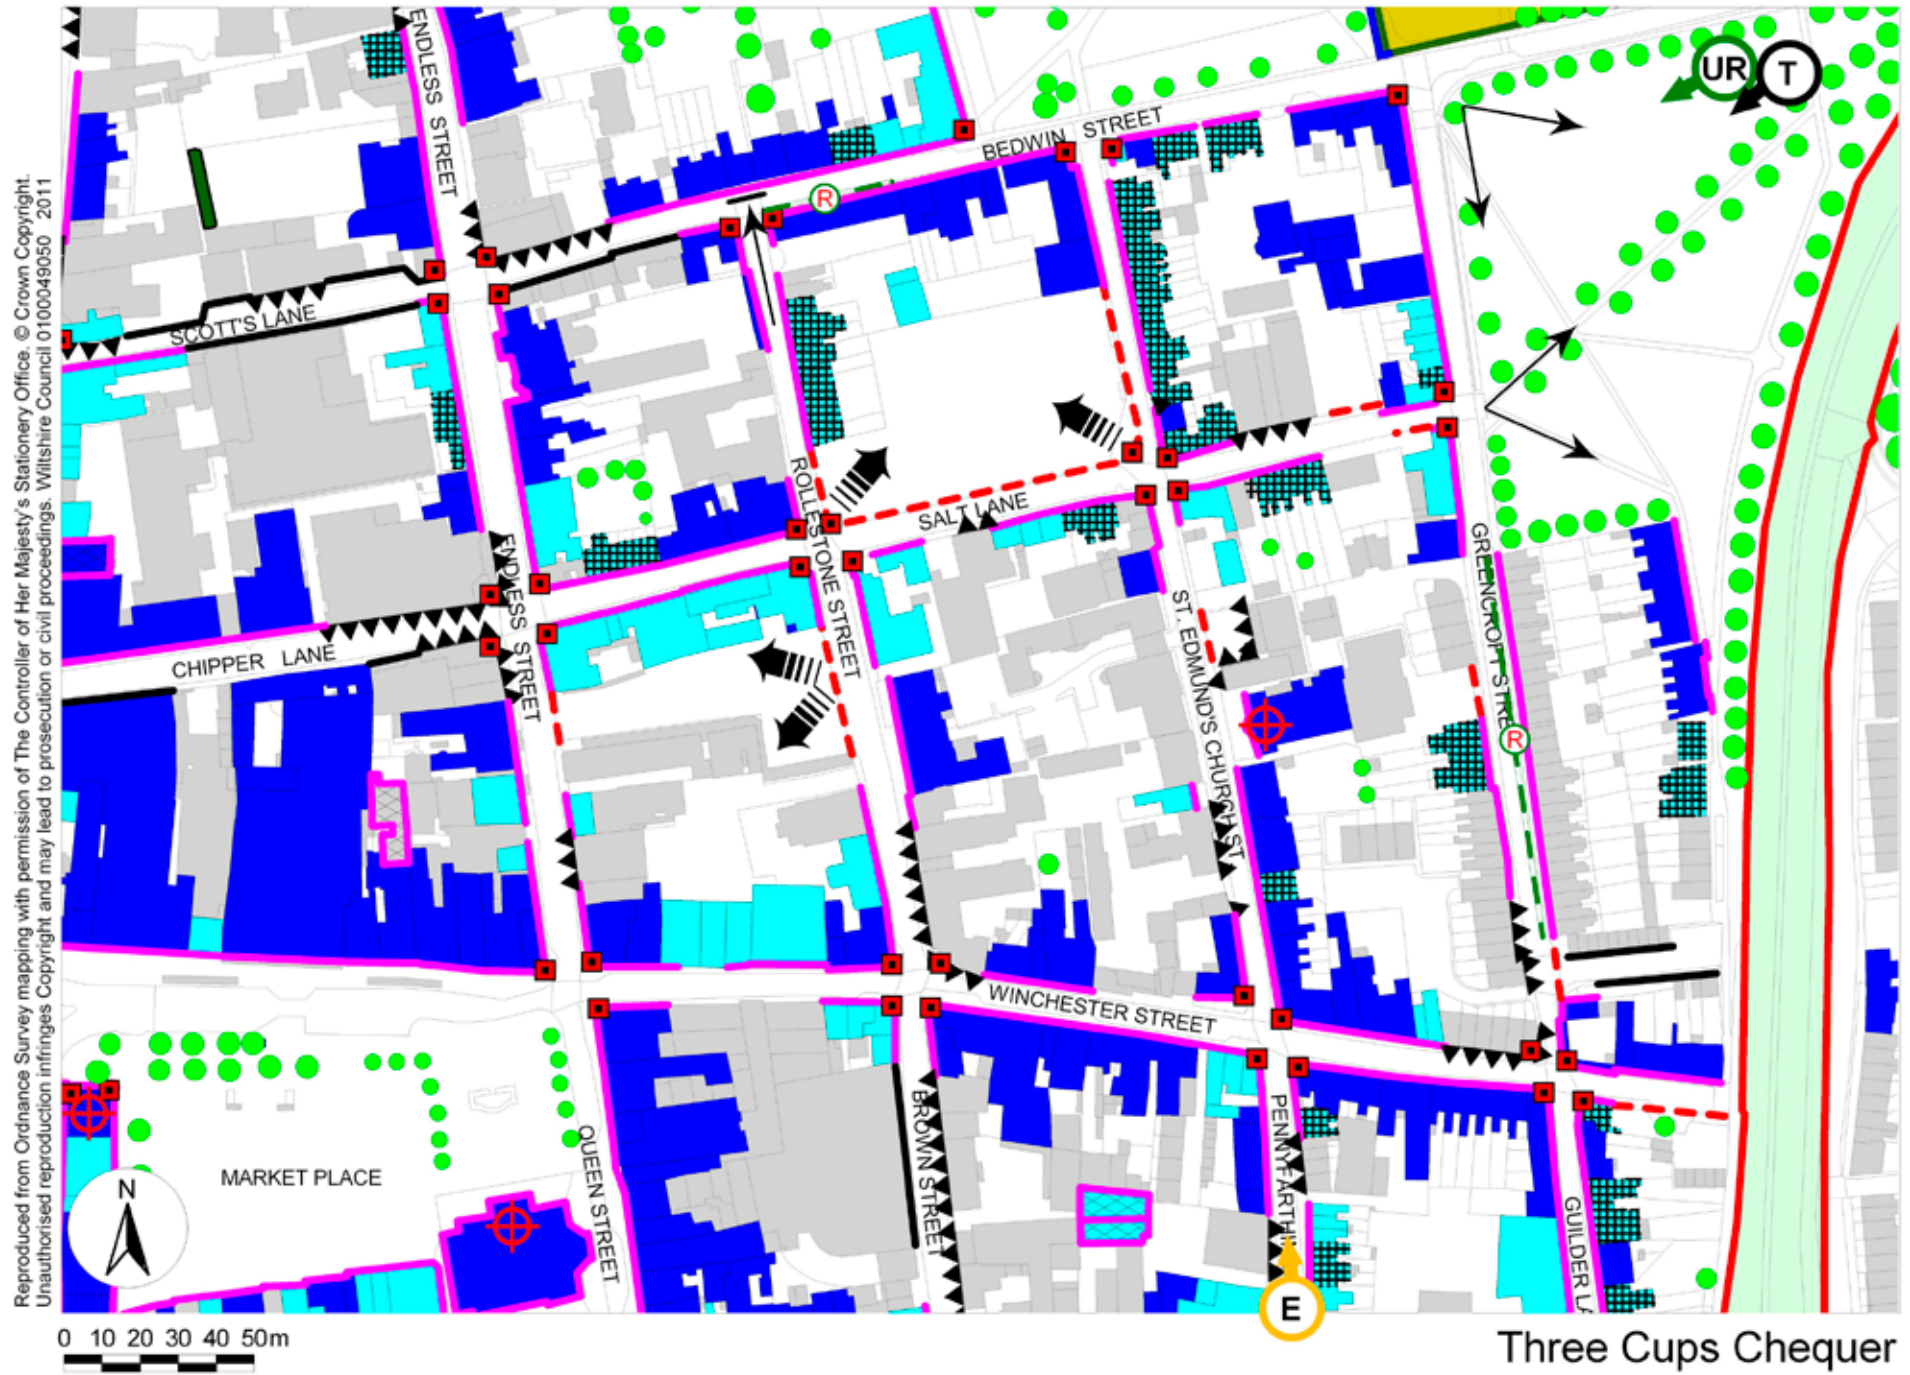 Reproduced from Ordnance Survey mapping with permission of The Controller of Her Majesty's Stationery Office. © Crown Copyright.
Unauthorised reproduction infringes Copyright and may lead to prosecution or civil proceedings. Wiltshire Council 0100049050 2011
ENDLESS STREET
UR
T
BEDWIN STREET
R
SCOTT'S LANE
ROLLESTONE STREET
SALT LANE
ENDLESS STREET
GREENCROFT STREE
R
ST. EDMUND'S CHURCH ST.
CHIPPER LANE
WINCHESTER STREET
BROWN STREET
PENNYFARTHI
QUEEN STREET
MARKET PLACE
GUILDER LA
N
E
0 10 20 30 40 50m
Three Cups Chequer